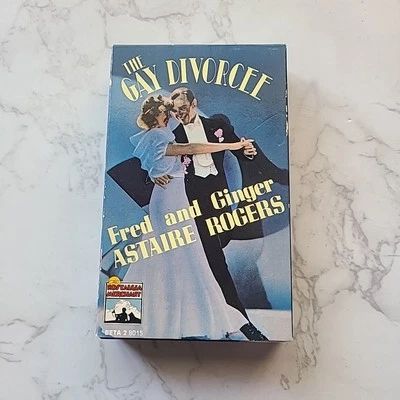 THE
GAY DIVORCEE
Fred and Ginger
ASTAIRE ROGERS
NOSTALGIA
MERCHANT
BETA 2 8015